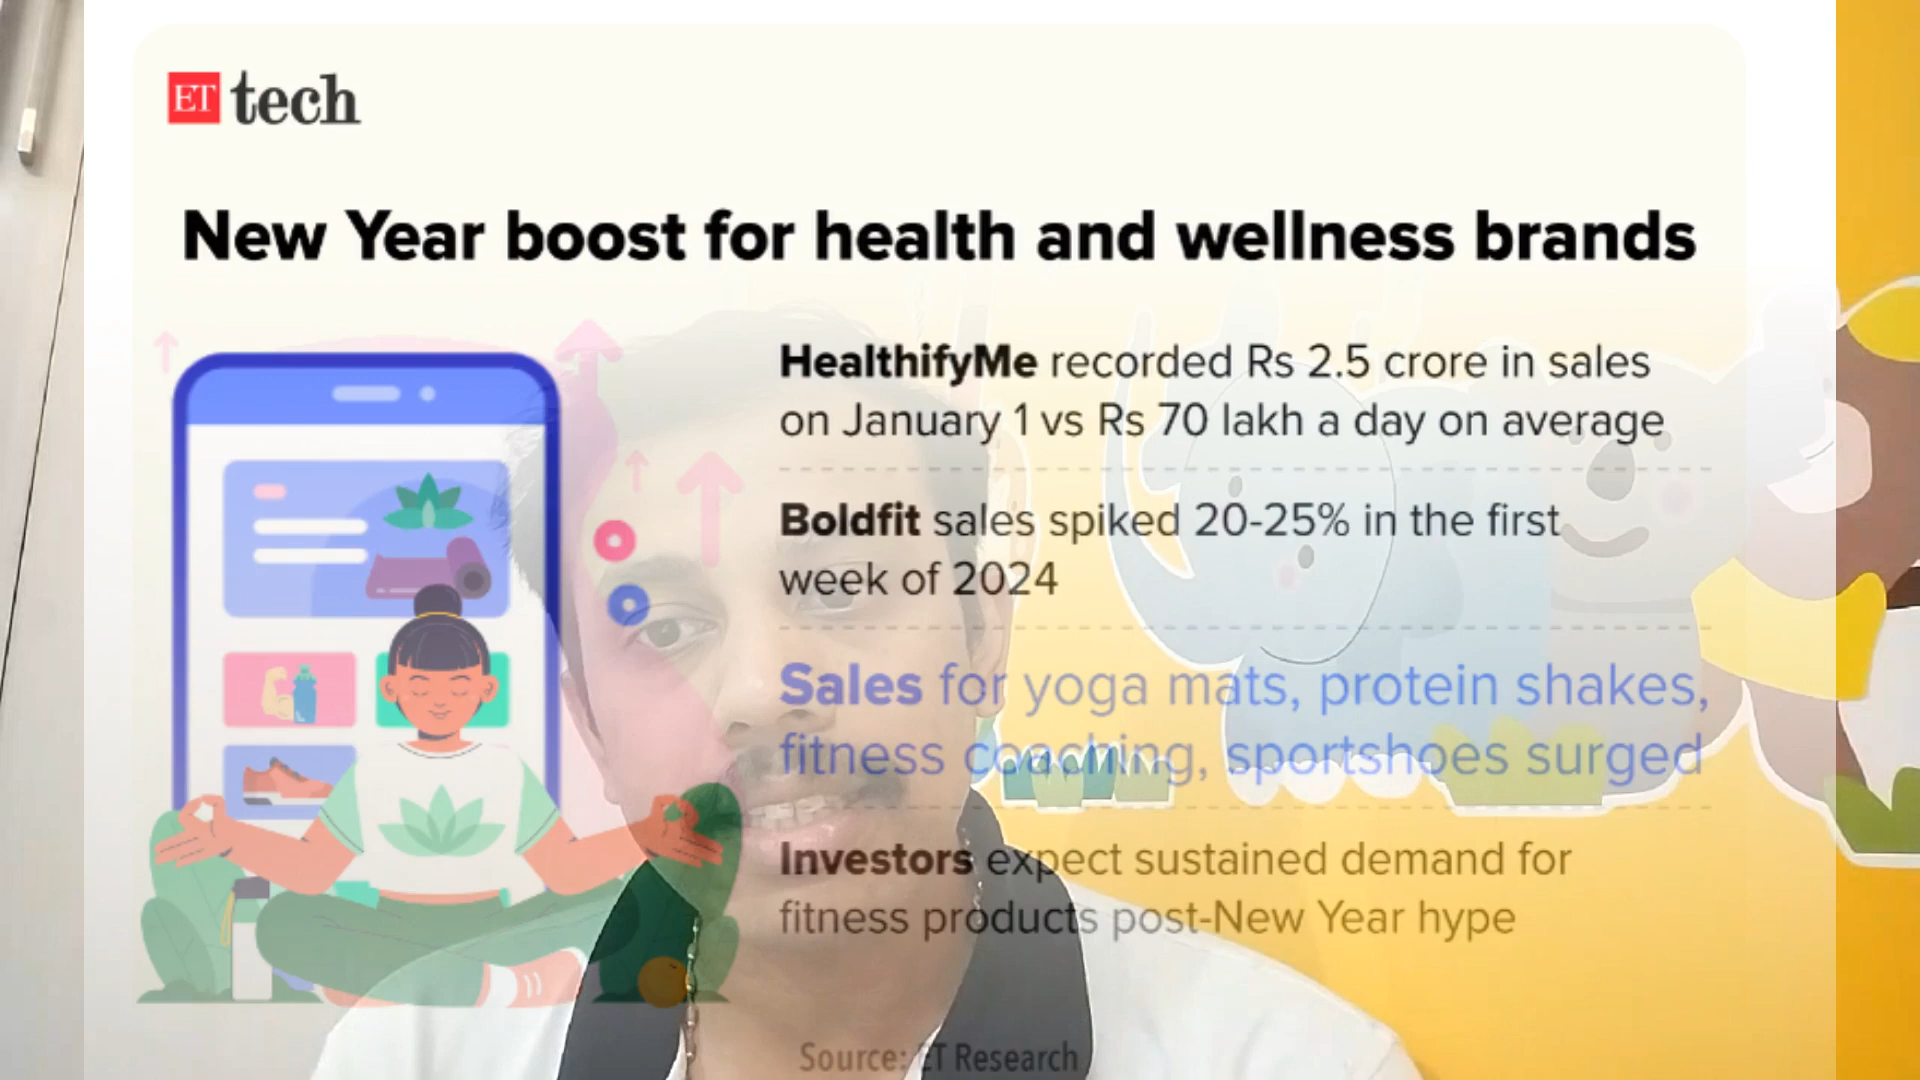 ET tech
New Year boost for health and wellness brands
HealthifyMe recorded Rs 2.5 crore in sales
on January 1 vs Rs 70 lakh a day on average
Boldfit sales spiked 20-25% in the first
week of 2024
Sales for yoga mats, protein shakes,
fitness coaching, sportshoes surged
Investors expect sustained demand for
fitness products post-New Year hype
Source: ET Research